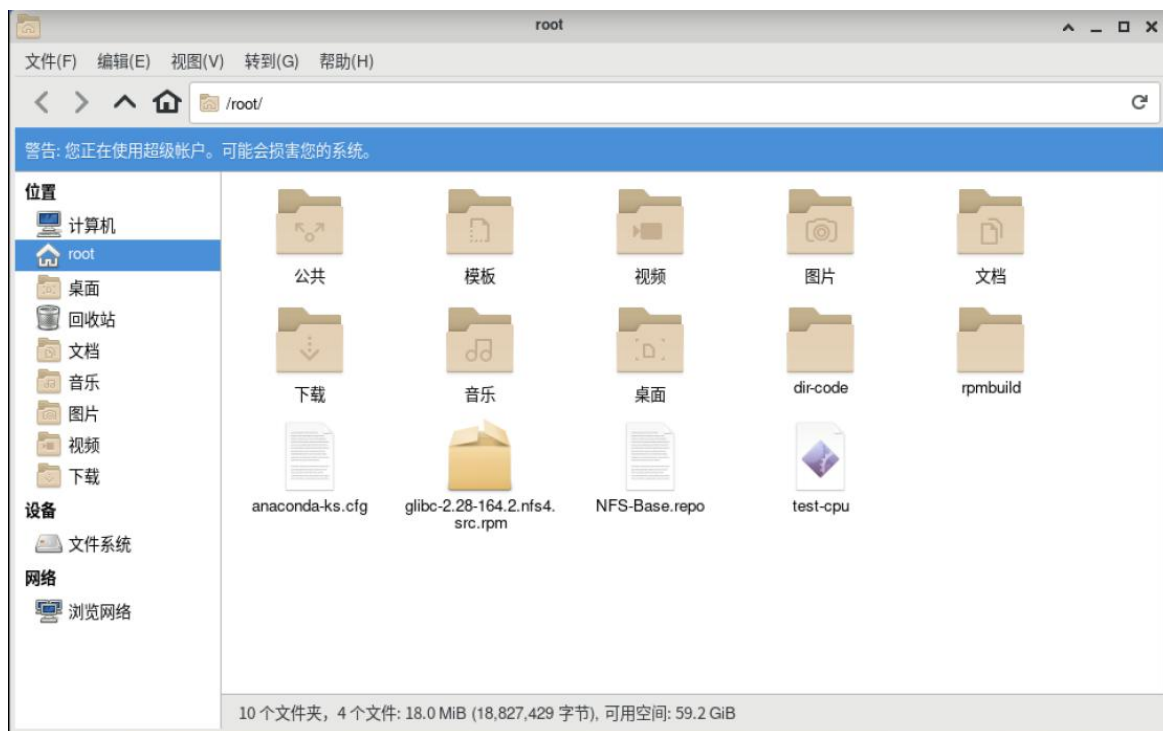 root
文件(F) 编辑(E) 视图(V) 转到(G) 帮助(H)
/root/
警告: 您正在使用超级帐户。可能会损害您的系统。
位置
计算机
root
桌面
回收站
文档
音乐
图片
视频
下载
设备
文件系统
网络
浏览网络
公共 模板 视频 图片 文档
下载 音乐 桌面 dir-code rpmbuild
anaconda-ks.cfg glibc-2.28-164.2.nfs4. NFS-Base.repo test-cpu
src.rpm
10 个文件夹，4 个文件: 18.0 MiB (18,827,429 字节), 可用空间: 59.2 GiB